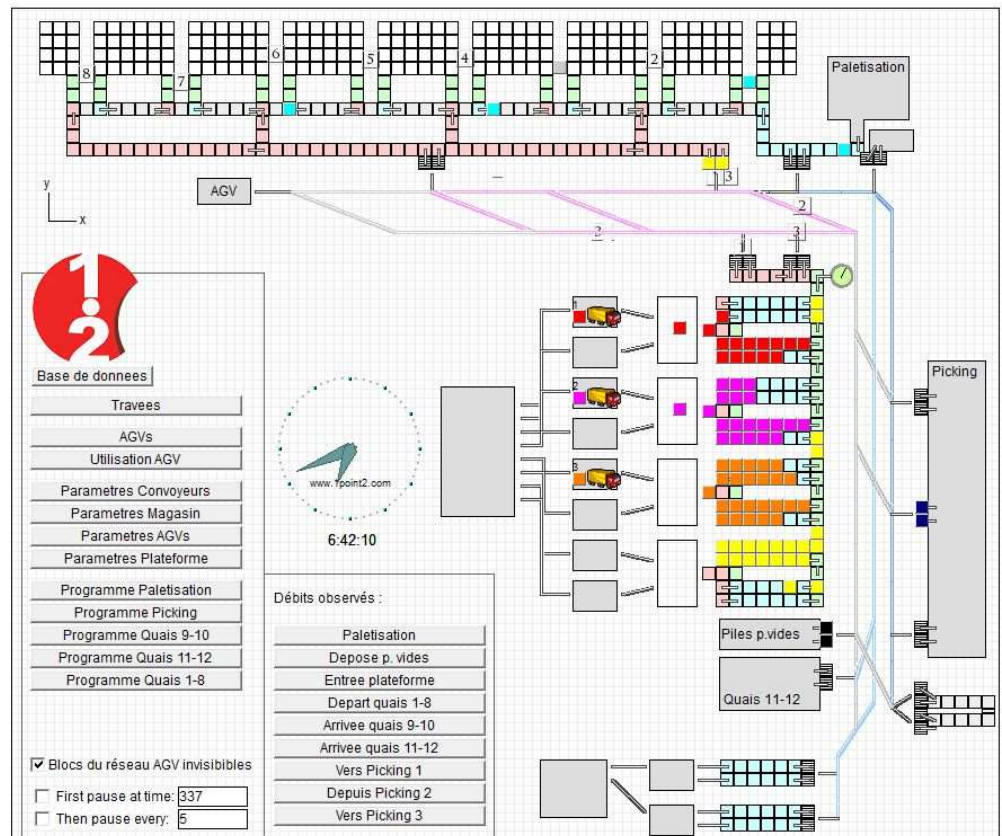 6
5
4
2
8
7
Paletisation
3
AGV
y
x
2
3
3
1.2
Base de donnees
Travees
AGVs
Utilisation AGV
Parametres Convoyeurs
Parametres Magasin
Parametres AGVs
Parametres Plateforme
Programme Paletisation
Programme Picking
Programme Quais 9-10
Programme Quais 11-12
Programme Quais 1-8
Blocs du réseau AGV invisibles
First pause at time: 337
Then pause every: 5
www.1point2.com
6:42:10
Débits observés :
Paletisation
Depose p. vides
Entree plateforme
Depart quais 1-8
Arrivee quais 9-10
Arrivee quais 11-12
Vers Picking 1
Depuis Picking 2
Vers Picking 3
1
2
3
Picking
Piles p.vides
Quais 11-12